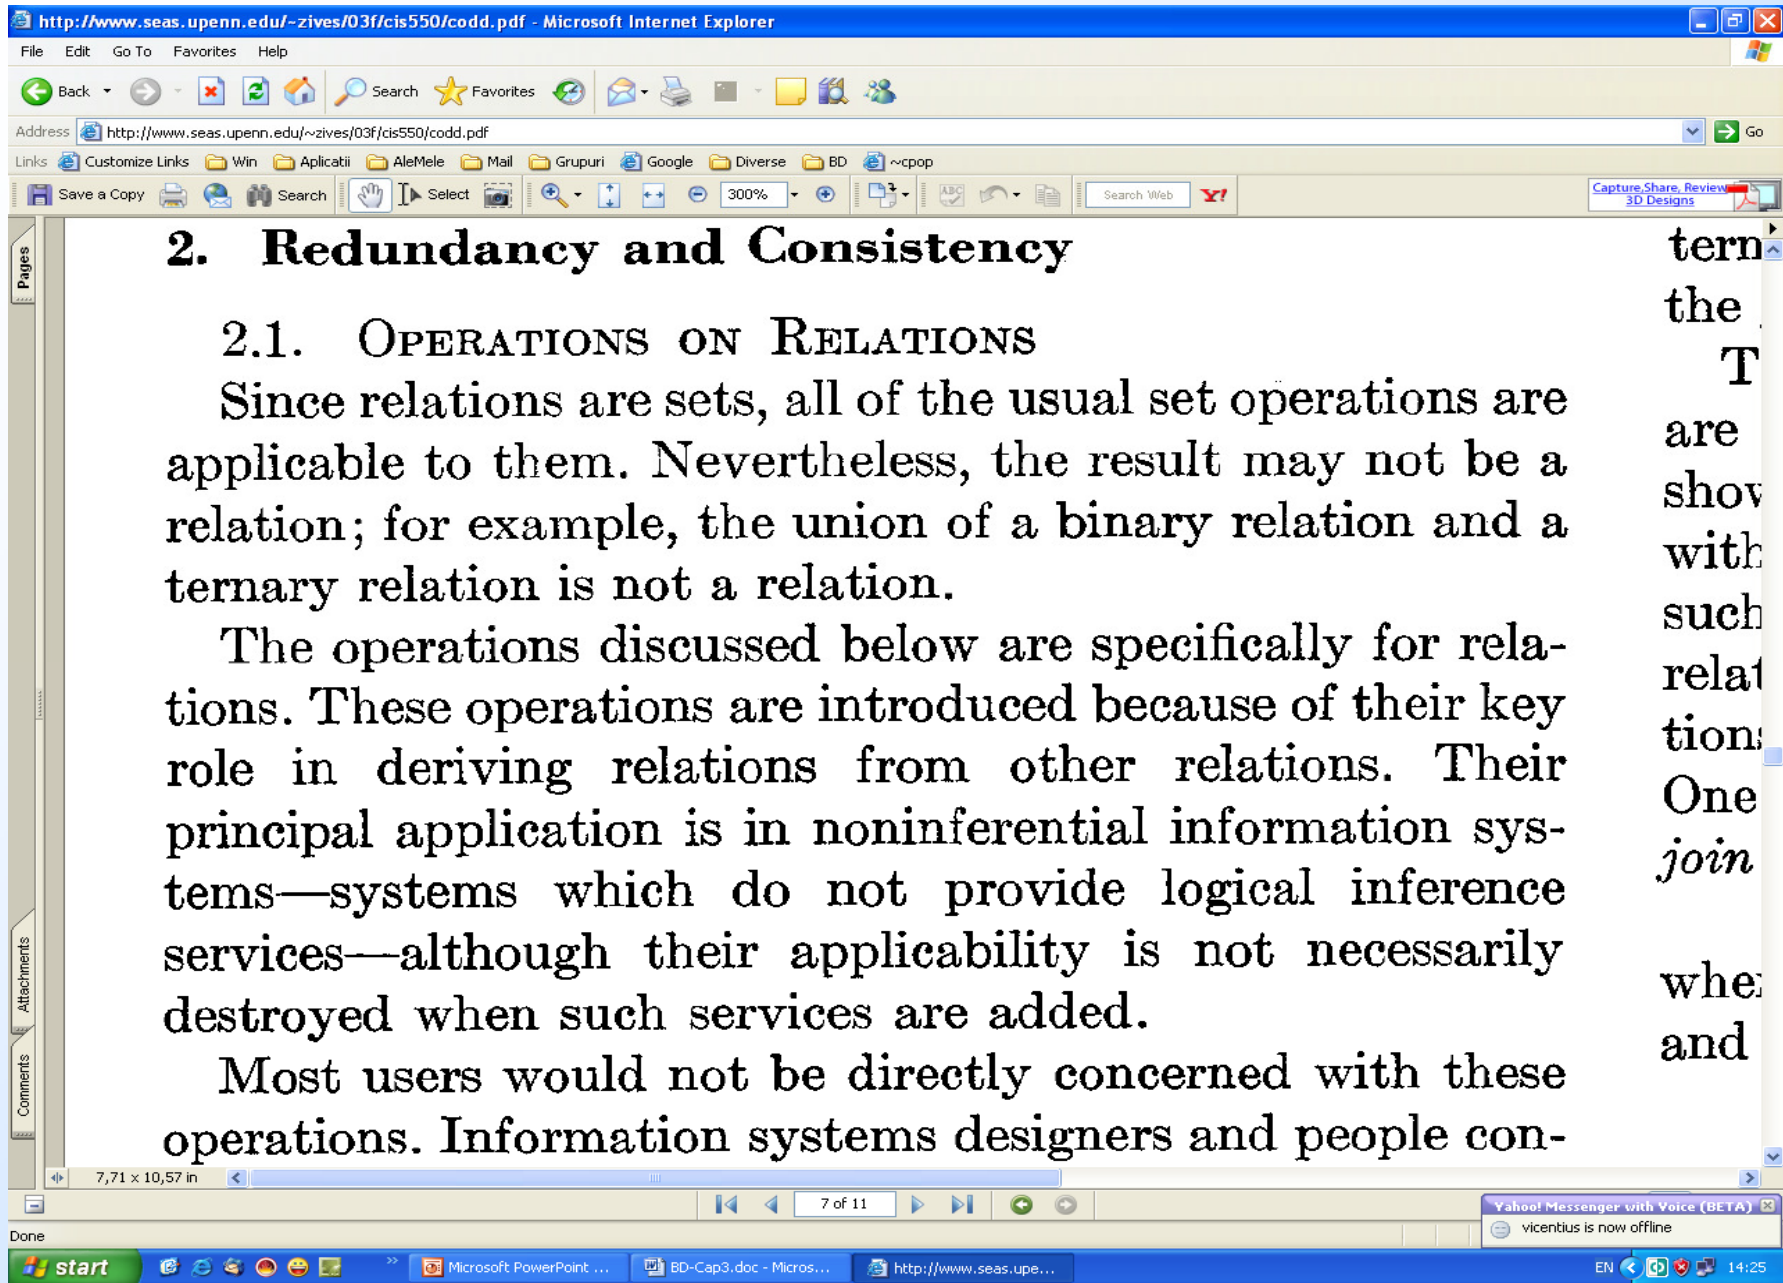 http://www.seas.upenn.edu/~zives/03f/cis550/codd.pdf - Microsoft Internet Explorer
File Edit Go To Favorites Help
Back Search Favorites
Address http://www.seas.upenn.edu/~zives/03f/cis550/codd.pdf Go
Links Customize Links Win Aplicatii AleMele Mail Grupuri Google Diverse BD ~cpop
Save a Copy Search Select 300% Search Web Y!
Capture,Share, Review
3D Designs
Pages
Attachments
Comments
2. Redundancy and Consistency
2.1. OPERATIONS ON RELATIONS
Since relations are sets, all of the usual set operations are
applicable to them. Nevertheless, the result may not be a
relation; for example, the union of a binary relation and a
ternary relation is not a relation.
The operations discussed below are specifically for rela-
tions. These operations are introduced because of their key
role in deriving relations from other relations. Their
principal application is in noninferential information sys-
tems—systems which do not provide logical inference
services—although their applicability is not necessarily
destroyed when such services are added.
Most users would not be directly concerned with these
operations. Information systems designers and people con-
tern
the
T
are
with
such
One
join
and
7,71 x 10,57 in
7 of 11
Yahoo! Messenger with Voice (BETA)
vicentius is now offline
Done
start Microsoft PowerPoint ... BD-Cap3.doc - Micros... http://www.seas.upe... EN 14:25